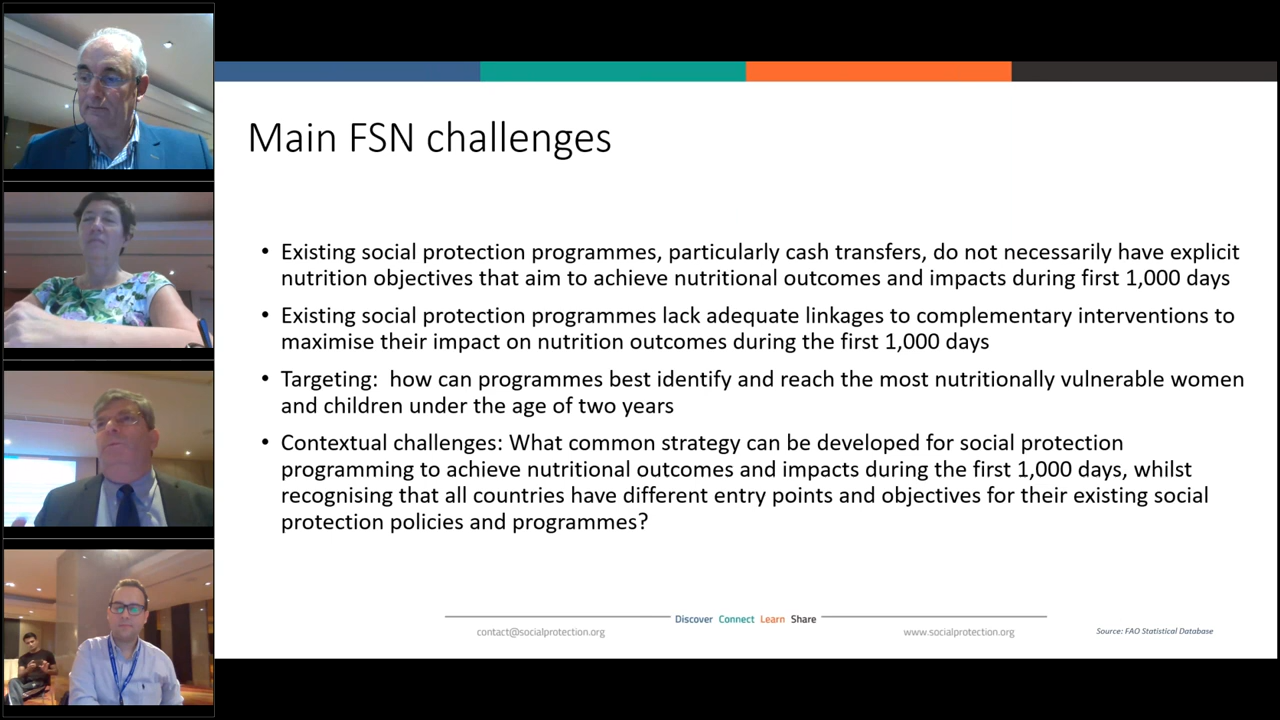 Main FSN challenges
• Existing social protection programmes, particularly cash transfers, do not necessarily have explicit
nutrition objectives that aim to achieve nutritional outcomes and impacts during first 1,000 days
• Existing social protection programmes lack adequate linkages to complementary interventions to
maximise their impact on nutrition outcomes during the first 1,000 days
• Targeting:  how can programmes best identify and reach the most nutritionally vulnerable women
and children under the age of two years
• Contextual challenges: What common strategy can be developed for social protection
programming to achieve nutritional outcomes and impacts during the first 1,000 days, whilst
recognising that all countries have different entry points and objectives for their existing social
protection policies and programmes?
Discover Connect Learn Share
contact@socialprotection.org
www.socialprotection.org
Source: FAO Statistical Database